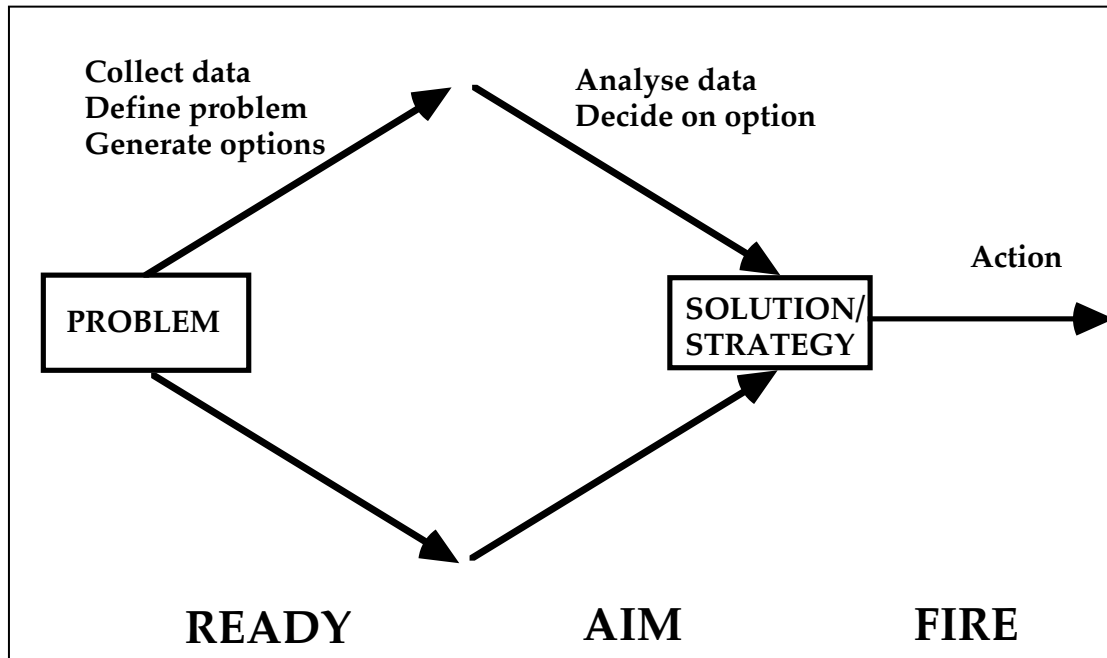 Collect data
Define problem
Generate options
Analyse data
Decide on option
Action
PROBLEM
SOLUTION/
STRATEGY
READY
AIM
FIRE